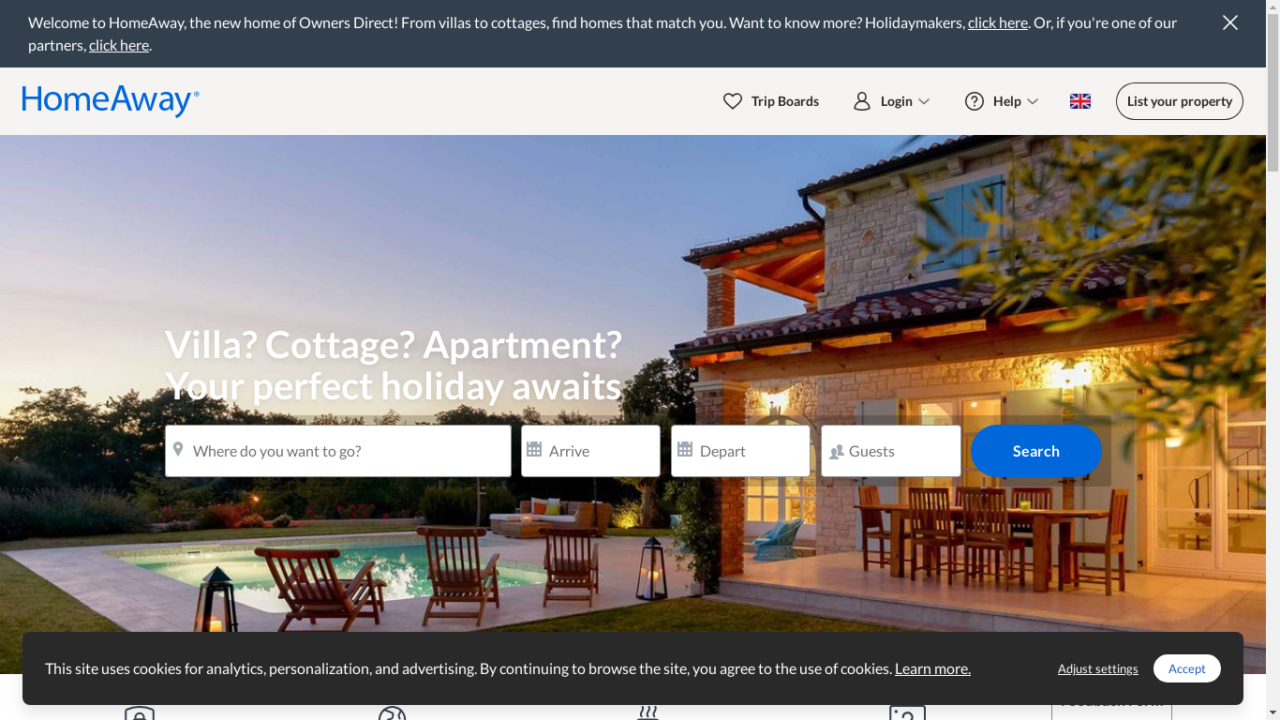 Welcome to HomeAway, the new home of Owners Direct! From villas to cottages, find homes that match you. Want to know more? Holidaymakers, click here. Or, if you're one of our
partners, click here.
HomeAway®
Trip Boards
Login
Help
List your property
Villa? Cottage? Apartment?
Your perfect holiday awaits
Where do you want to go?
Arrive
Depart
Guests
Search
This site uses cookies for analytics, personalization, and advertising. By continuing to browse the site, you agree to the use of cookies. Learn more.
Adjust settings
Accept